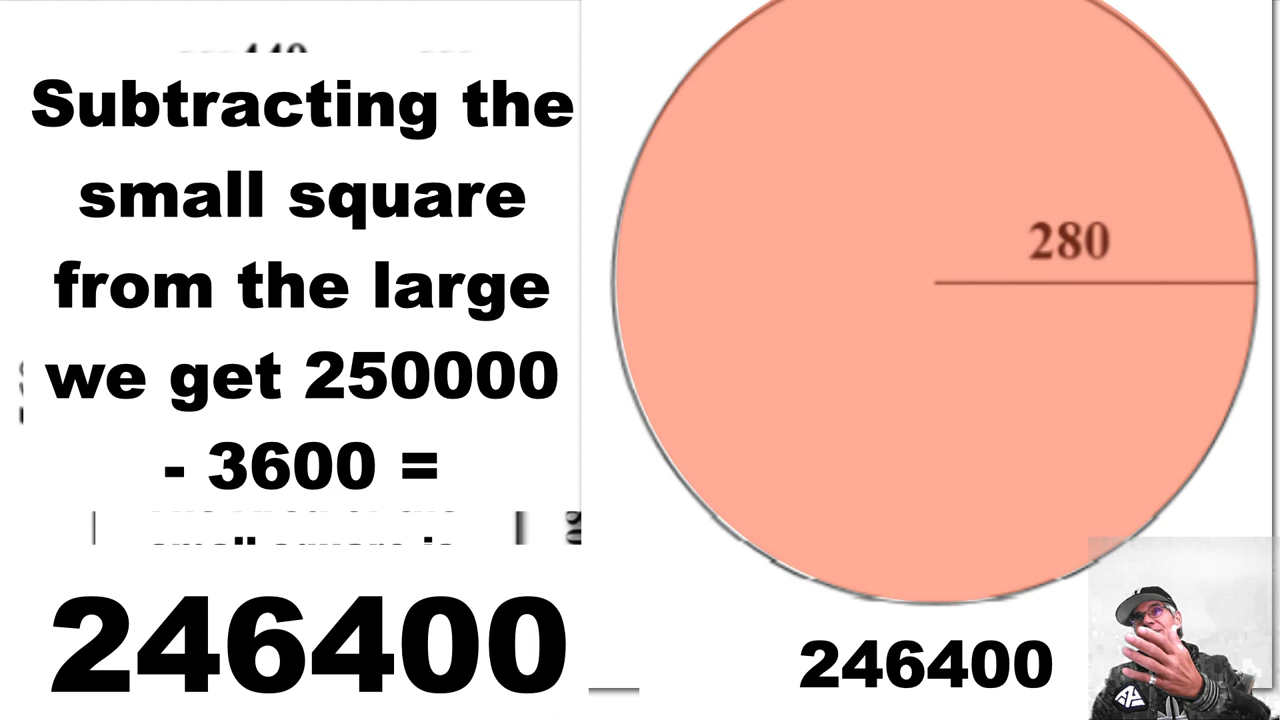 Subtracting the
small square
from the large
we get 250000
- 3600 =
246400
280
246400